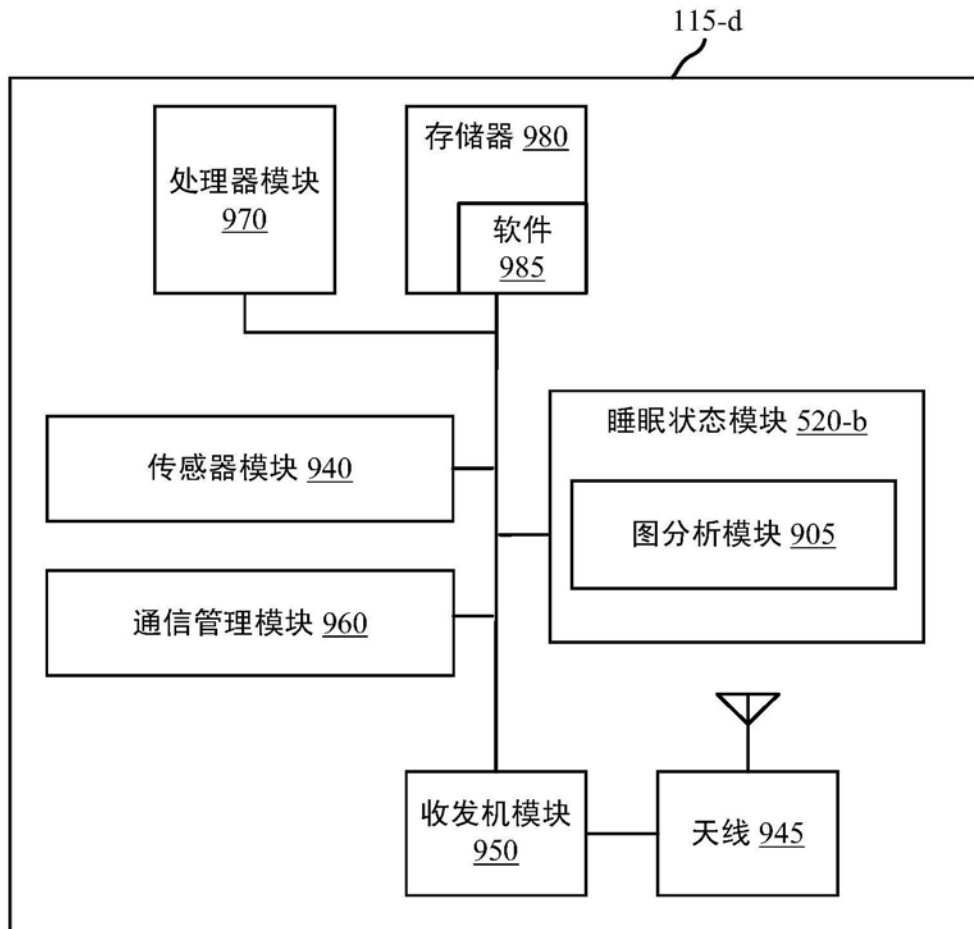 115-d
处理器模块
970
存储器 980
软件
985
睡眠状态模块 520-b
传感器模块 940
图分析模块 905
通信管理模块 960
收发机模块
950
天线 945